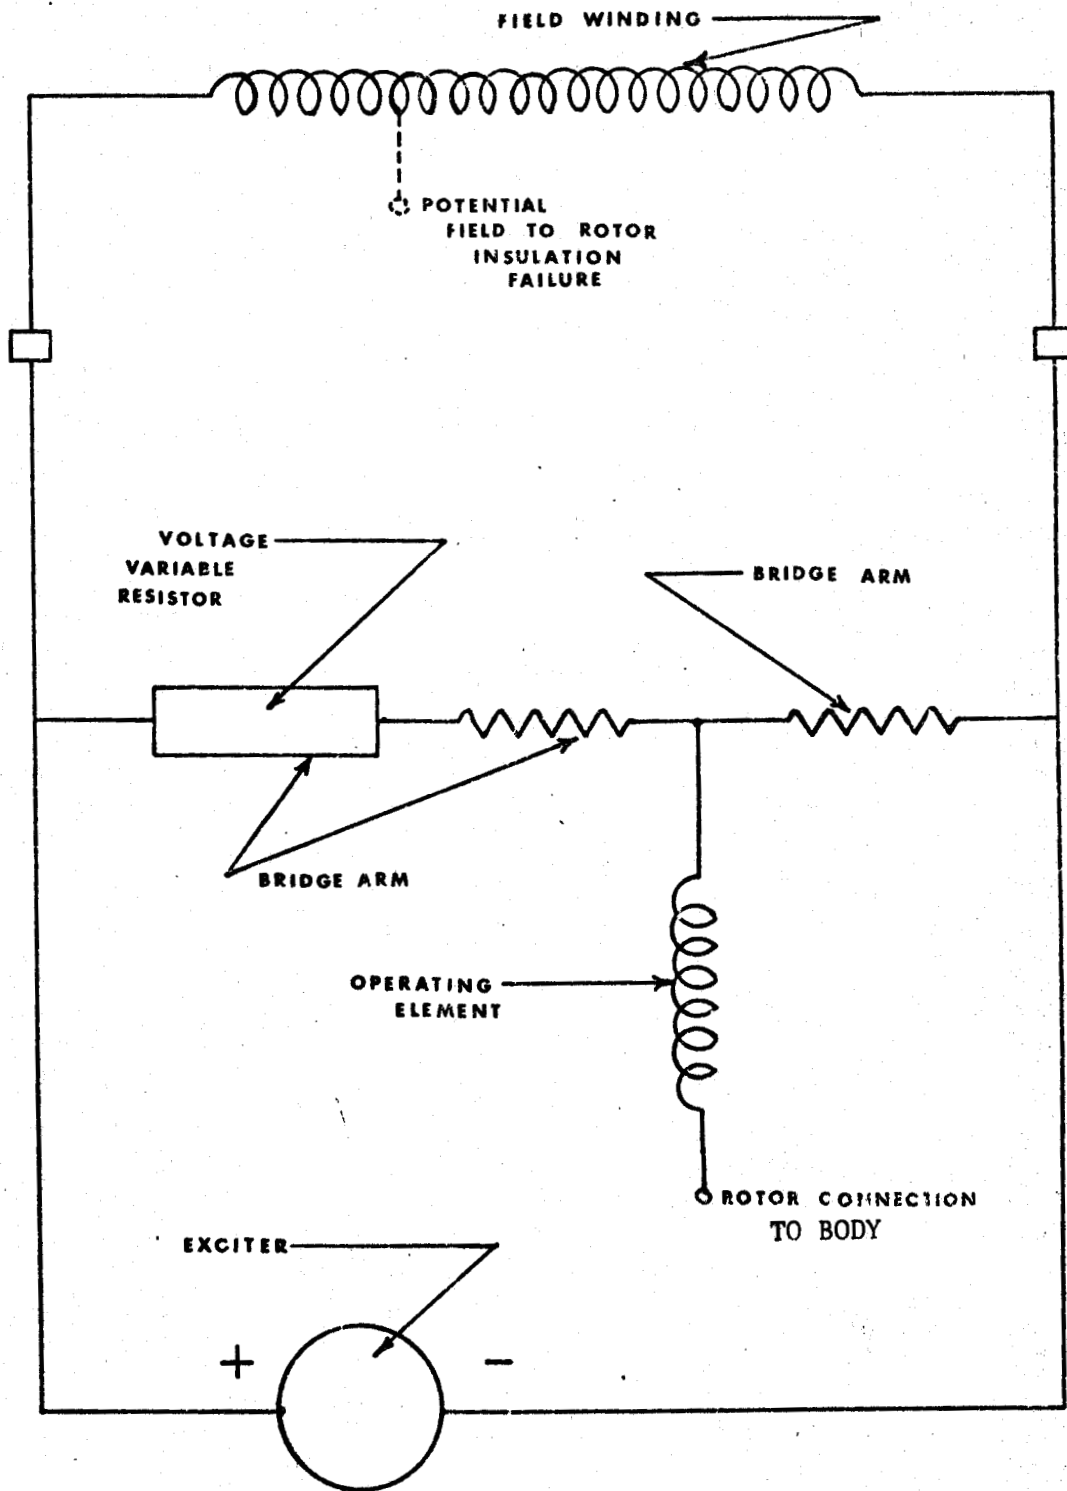 FIELD WINDING
POTENTIAL
FIELD TO ROTOR
INSULATION
FAILURE
VOLTAGE
VARIABLE
RESISTOR
BRIDGE ARM
BRIDGE ARM
OPERATING
ELEMENT
ROTOR CONNECTION
TO BODY
EXCITER
+ −